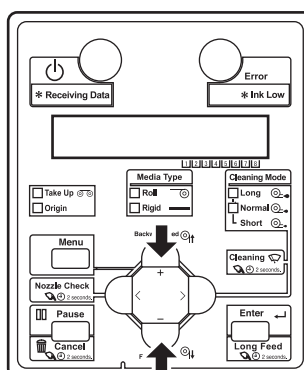 Error
* Receiving Data
* Ink Low
1 2 3 4 5 6 7 8
Media Type
Cleaning Mode
Take Up
Origin
Roll
Rigid
Long
Normal
Short
Menu
+
Cleaning
2 seconds.
Nozzle Check
2 seconds.
< >
Pause
Enter
−
Cancel
2 seconds.
Long Feed
2 seconds.